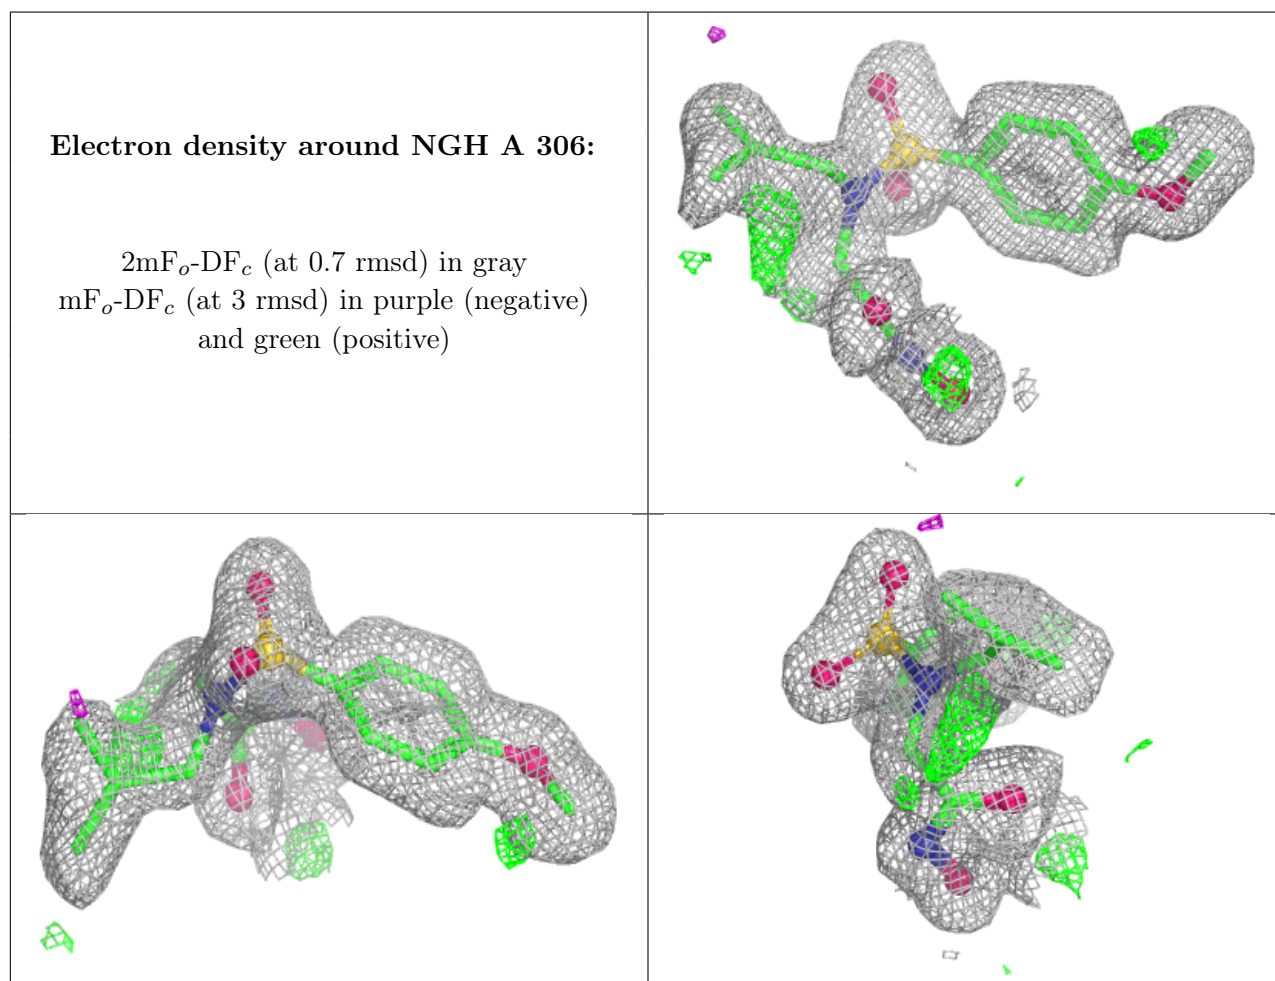 Electron density around NGH A 306:
2mFo-DFc (at 0.7 rmsd) in gray
mFo-DFc (at 3 rmsd) in purple (negative)
and green (positive)